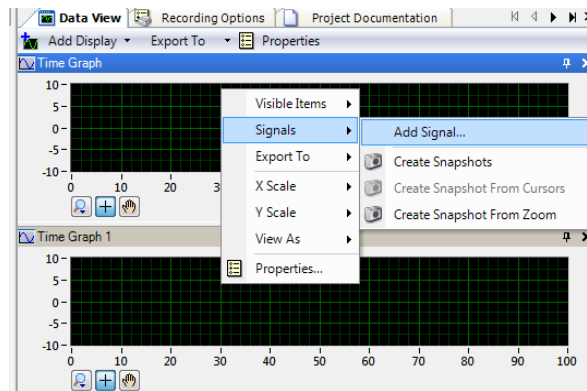 Data View Recording Options Project Documentation
Add Display Export To Properties
Time Graph
10
5
0
-5
-10
0 10 20 3
Visible Items
Signals
Export To
X Scale
Y Scale
View As
Properties...
Add Signal...
Create Snapshots
Create Snapshot From Cursors
Create Snapshot From Zoom
Time Graph 1
10
5
0
-5
-10
0 10 20 30 40 50 60 70 80 90 100